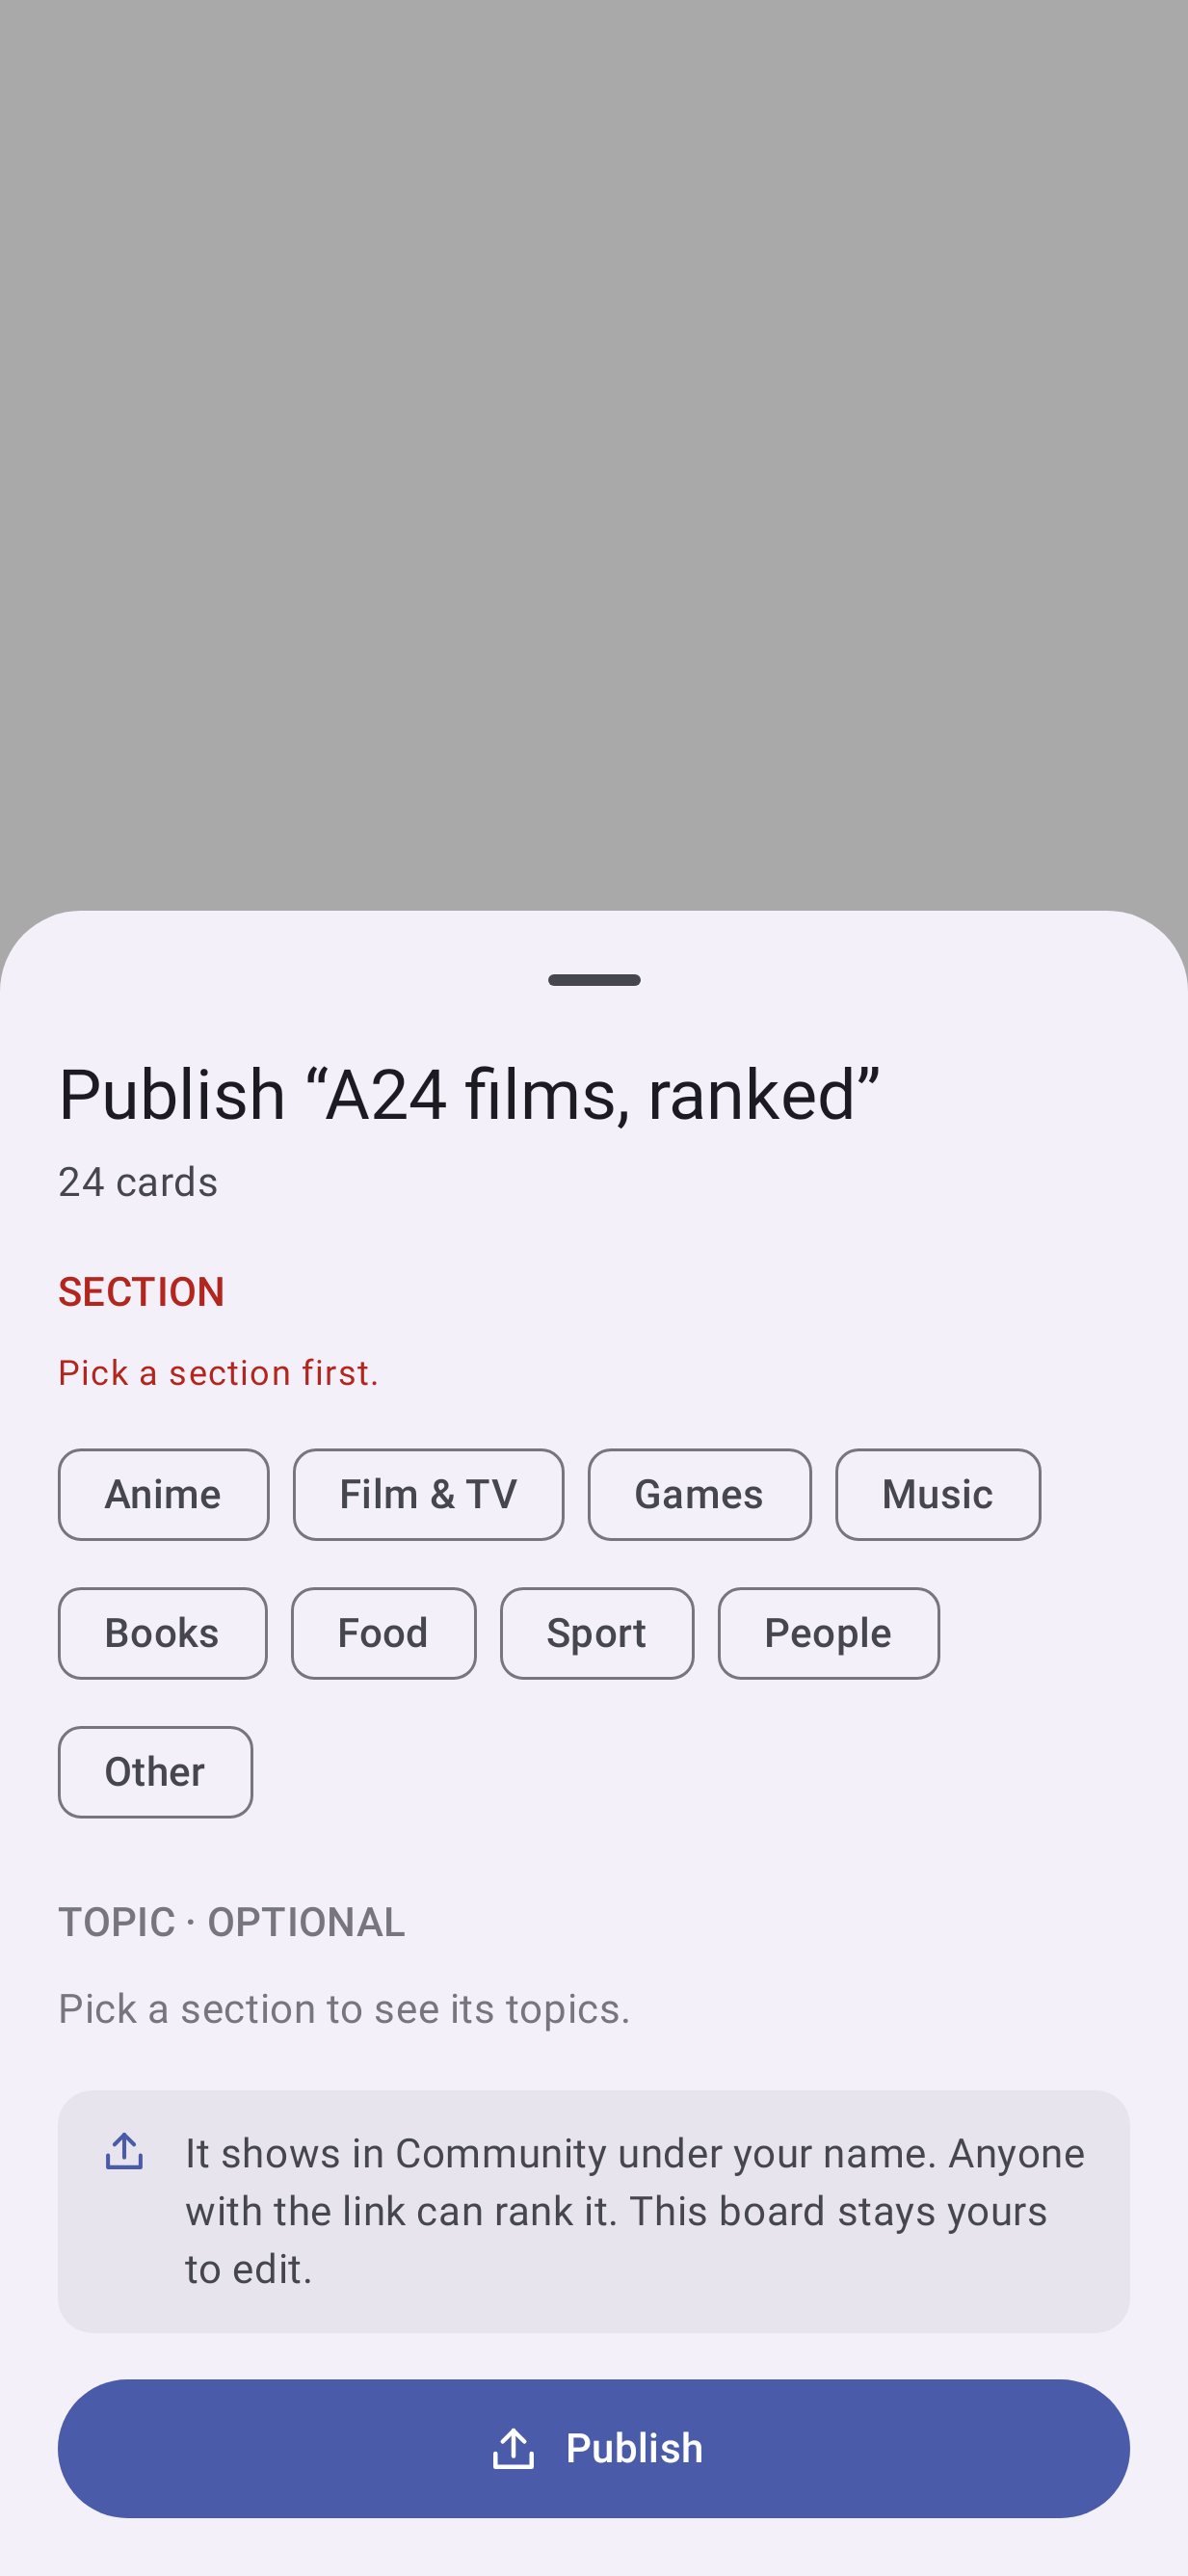 Publish “A24 films, ranked”
24 cards
SECTION
Pick a section first.
Anime Film & TV Games Music
Books Food Sport People
Other
TOPIC · OPTIONAL
Pick a section to see its topics.
It shows in Community under your name. Anyone
with the link can rank it. This board stays yours
to edit.
Publish